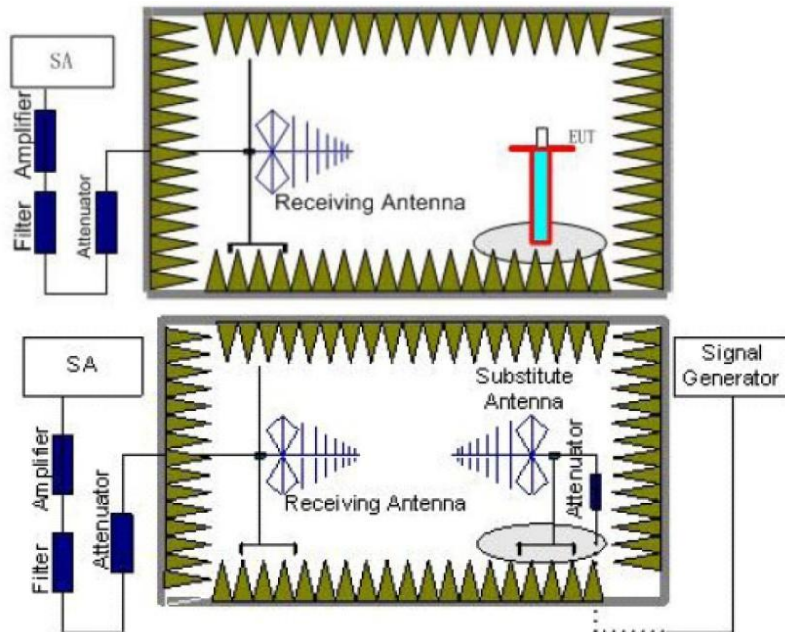 SA
Amplifier
Filter
Attenuator
Receiving Antenna
EUT
SA
Amplifier
Filter
Attenuator
Receiving Antenna
Substitute
Antenna
Attenuator
Signal
Generator